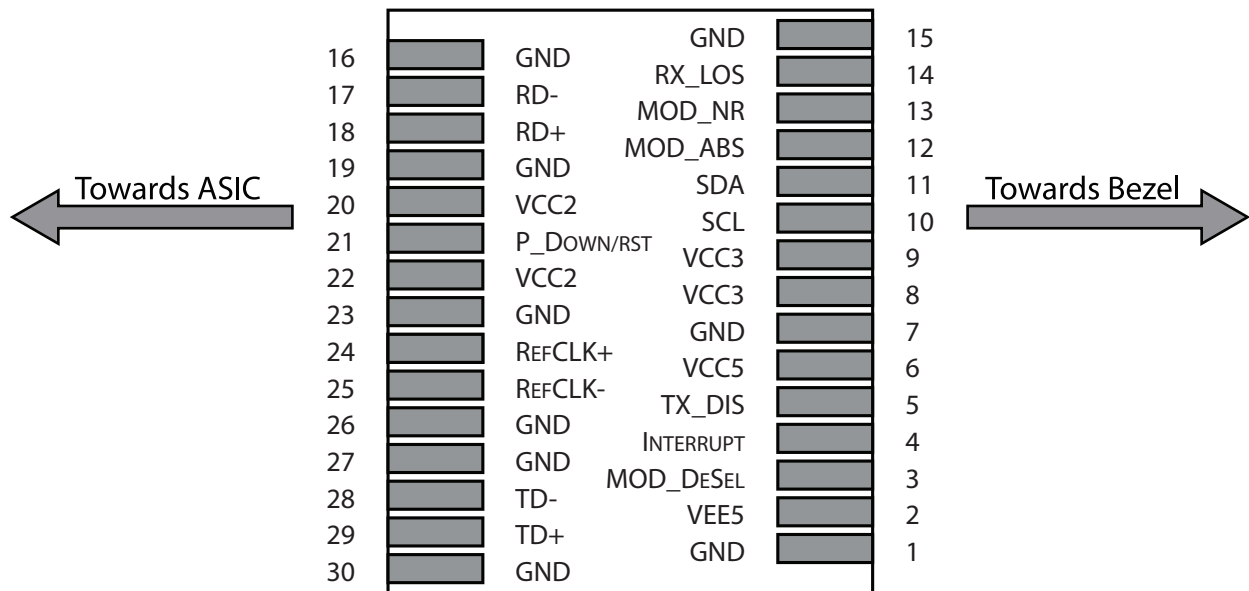 GND 15
16 GND
RX_LOS 14
17 RD-
MOD_NR 13
18 RD+
MOD_ABS 12
19 GND
SDA 11
Towards ASIC
Towards Bezel
20 VCC2
SCL 10
21 P_DOWN/RST
VCC3 9
22 VCC2
VCC3 8
23 GND
GND 7
24 REFCLK+
VCC5 6
25 REFCLK-
TX_DIS 5
26 GND
INTERRUPT 4
27 GND
MOD_DESEL 3
28 TD-
VEE5 2
29 TD+
GND 1
30 GND